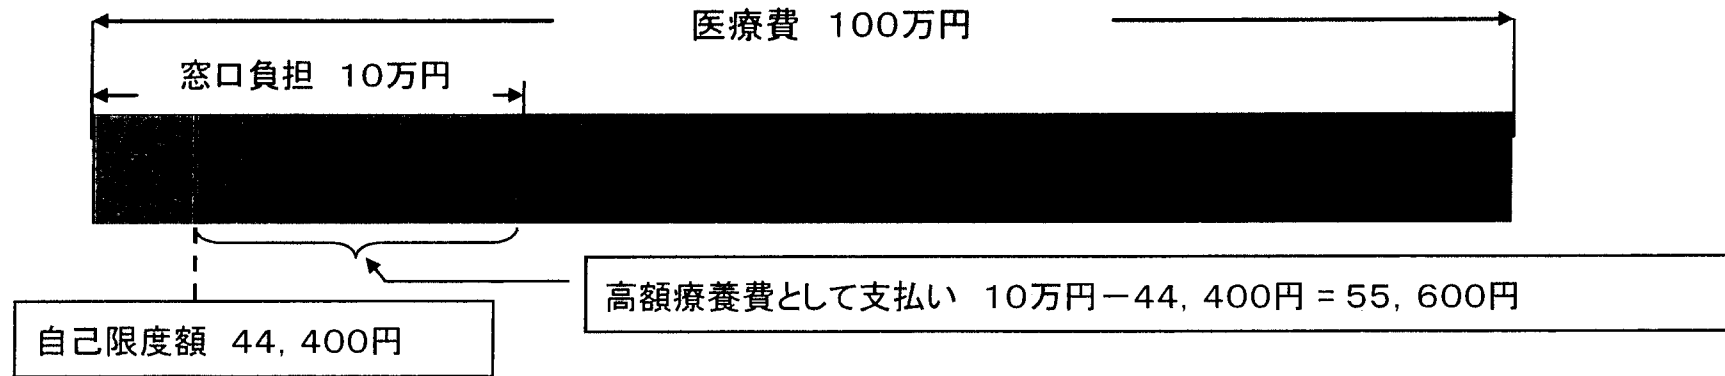 医療費 100万円
窓口負担 10万円
高額療養費として支払い 10万円－44,400円＝55,600円
自己限度額 44,400円